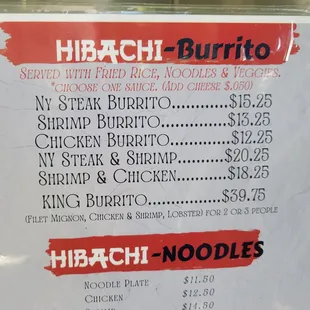 HIBACHI-Burrito
Served with Fried Rice, Noodles & Veggies.
*choose one sauce. (Add cheese $.050)
Ny Steak Burrito.............$15.25
Shrimp Burrito.................$13.25
Chicken Burrito...............$12.25
NY Steak & Shrimp...........$20.25
Shrimp & Chicken.............$18.25
KING Burrito...................$39.75
(Filet Mignon, Chicken & Shrimp, Lobster) for 2 or 3 people
HIBACHI-NOODLES
Noodle Plate $11.50
Chicken $12.50
$14.50